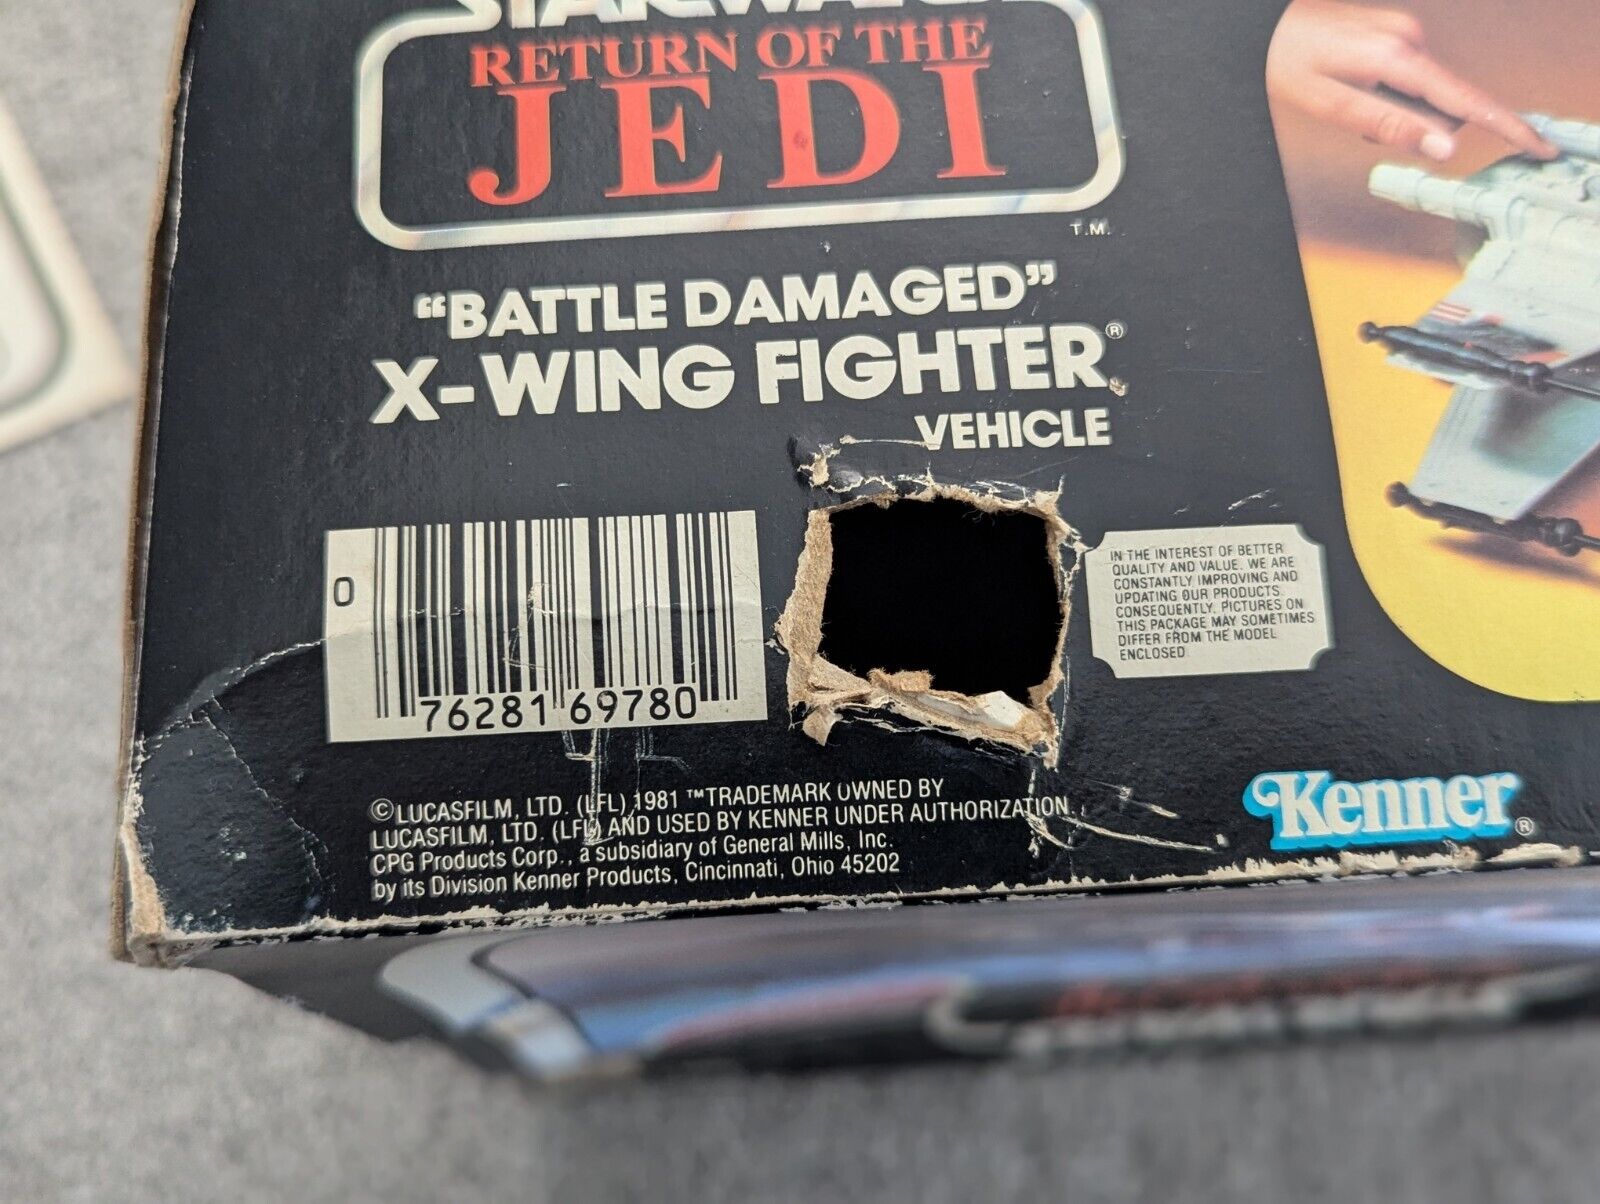 STAR WARS
RETURN OF THE
JEDI
T.M.
“BATTLE DAMAGED”
X-WING FIGHTER®
VEHICLE
0
76281 69780
IN THE INTEREST OF BETTER
QUALITY AND VALUE, WE ARE
CONSTANTLY IMPROVING AND
UPDATING OUR PRODUCTS.
CONSEQUENTLY, PICTURES ON
THIS PACKAGE MAY SOMETIMES
DIFFER FROM THE MODEL
ENCLOSED
©LUCASFILM, LTD. (LFL) 1981 ™TRADEMARK OWNED BY
LUCASFILM, LTD. (LFL) AND USED BY KENNER UNDER AUTHORIZATION
CPG Products Corp., a subsidiary of General Mills, Inc.
by its Division Kenner Products, Cincinnati, Ohio 45202
Kenner®